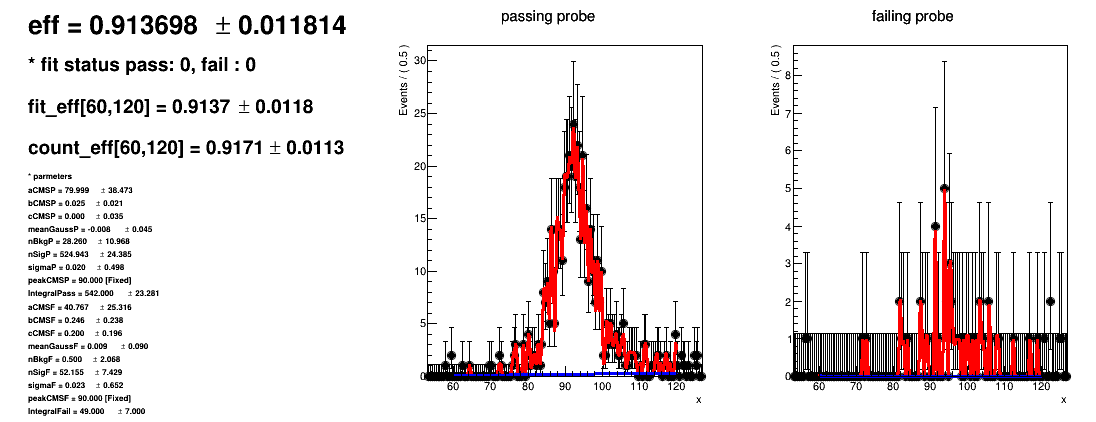 eff = 0.913698 ± 0.011814
* fit status pass: 0, fail : 0
fit_eff[60,120] = 0.9137 ± 0.0118
count_eff[60,120] = 0.9171 ± 0.0113
* parmeters
aCMSP = 79.999 ± 38.473
bCMSP = 0.025 ± 0.021
cCMSP = 0.000 ± 0.035
meanGaussP = -0.008 ± 0.045
nBkgP = 28.260 ± 10.968
nSigP = 524.943 ± 24.385
sigmaP = 0.020 ± 0.498
peakCMSP = 90.000 [Fixed]
IntegralPass = 542.000 ± 23.281
aCMSF = 40.767 ± 25.316
bCMSF = 0.246 ± 0.238
cCMSF = 0.200 ± 0.196
meanGaussF = 0.009 ± 0.090
nBkgF = 0.500 ± 2.068
nSigF = 52.155 ± 7.429
sigmaF = 0.023 ± 0.652
peakCMSF = 90.000 [Fixed]
IntegralFail = 49.000 ± 7.000
passing probe
Events / ( 0.5 )
30
25
20
15
10
5
0
60 70 80 90 100 110 120
x
failing probe
Events / ( 0.5 )
8
7
6
5
4
3
2
1
0
60 70 80 90 100 110 120
x